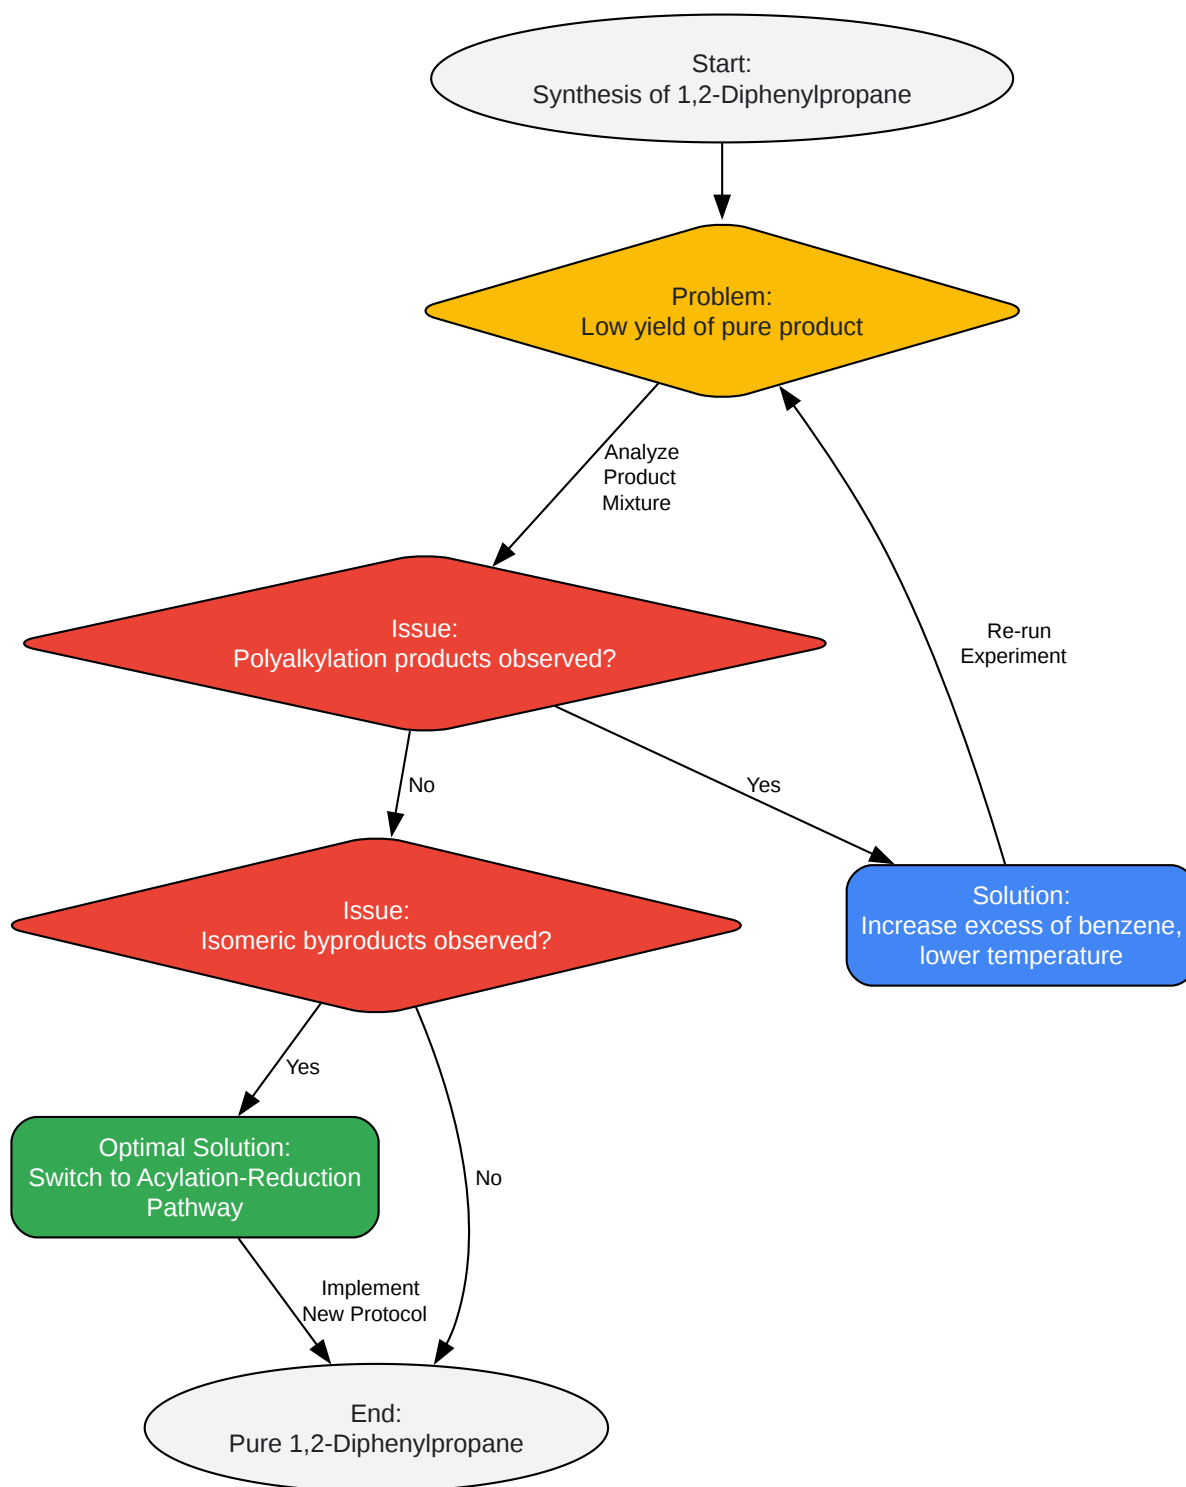 Start:
Synthesis of 1,2-Diphenylpropane
Problem:
Low yield of pure product
Analyze
Product
Mixture
Re-run
Experiment
Issue:
Polyalkylation products observed?
No
Yes
Issue:
Isomeric byproducts observed?
Solution:
Increase excess of benzene,
lower temperature
Yes
No
Optimal Solution:
Switch to Acylation-Reduction
Pathway
Implement
New Protocol
End:
Pure 1,2-Diphenylpropane